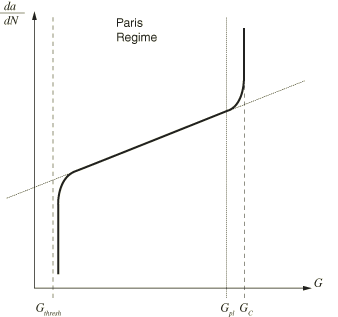 da
dN
Paris
Regime
G
G_thresh G_pl G_C